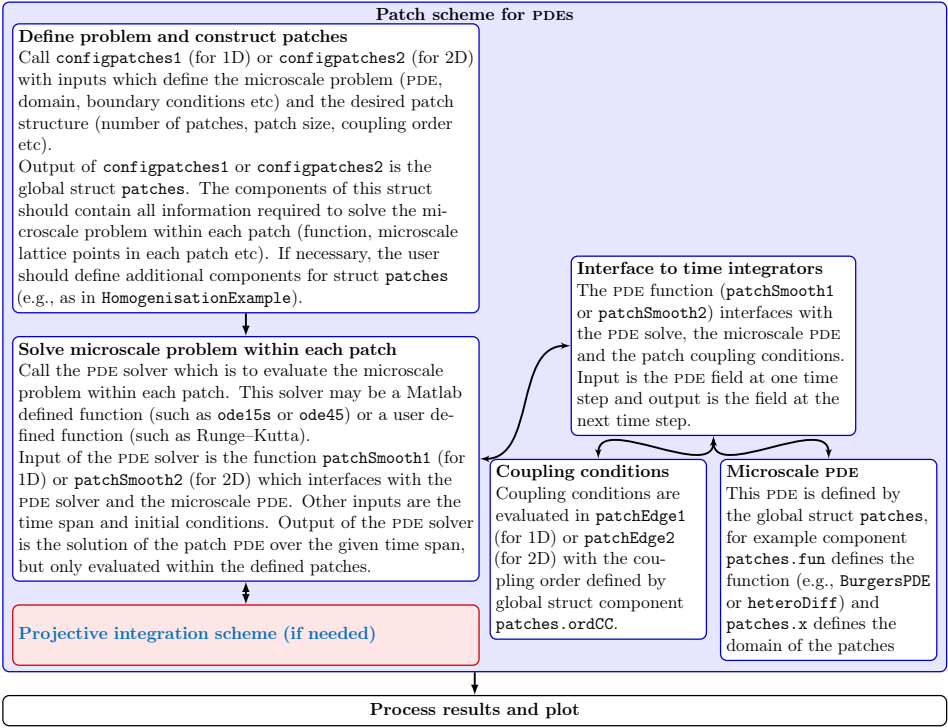 Patch scheme for PDEs
Define problem and construct patches
Call configpatches1 (for 1D) or configpatches2 (for 2D)
with inputs which define the microscale problem (PDE,
domain, boundary conditions etc) and the desired patch
structure (number of patches, patch size, coupling order
etc).
Output of configpatches1 or configpatches2 is the
global struct patches. The components of this struct
should contain all information required to solve the mi-
croscale problem within each patch (function, microscale
lattice points in each patch etc). If necessary, the user
should define additional components for struct patches
(e.g., as in HomogenisationExample).
Solve microscale problem within each patch
Call the PDE solver which is to evaluate the microscale
problem within each patch. This solver may be a Matlab
defined function (such as ode15s or ode45) or a user de-
fined function (such as Runge–Kutta).
Input of the PDE solver is the function patchSmooth1 (for
1D) or patchSmooth2 (for 2D) which interfaces with the
PDE solver and the microscale PDE. Other inputs are the
time span and initial conditions. Output of the PDE solver
is the solution of the patch PDE over the given time span,
but only evaluated within the defined patches.
Projective integration scheme (if needed)
Interface to time integrators
The PDE function (patchSmooth1
or patchSmooth2) interfaces with
the PDE solve, the microscale PDE
and the patch coupling conditions.
Input is the PDE field at one time
step and output is the field at the
next time step.
Coupling conditions
Coupling conditions are
evaluated in patchEdge1
(for 1D) or patchEdge2
(for 2D) with the cou-
pling order defined by
global struct component
patches.ordCC.
Microscale PDE
This PDE is defined by
the global struct patches,
for example component
patches.fun defines the
function (e.g., BurgersPDE
or heteroDiff) and
patches.x defines the
domain of the patches
Process results and plot